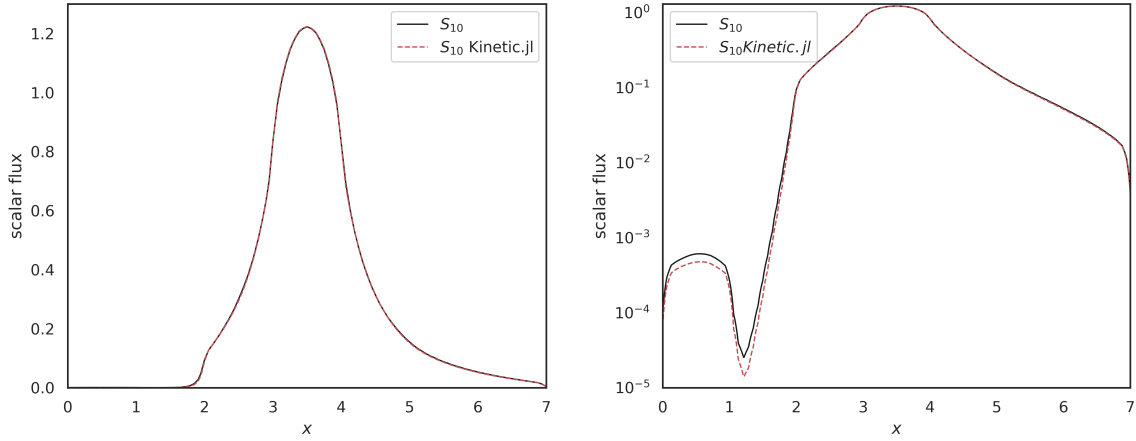 1.2
1.0
0.8
0.6
0.4
0.2
0.0
scalar flux
S₁₀
S₁₀ Kinetic.jl
0 1 2 3 4 5 6 7
x
10⁰
10⁻¹
10⁻²
10⁻³
10⁻⁴
10⁻⁵
scalar flux
S₁₀
S₁₀Kinetic.jl
0 1 2 3 4 5 6 7
x